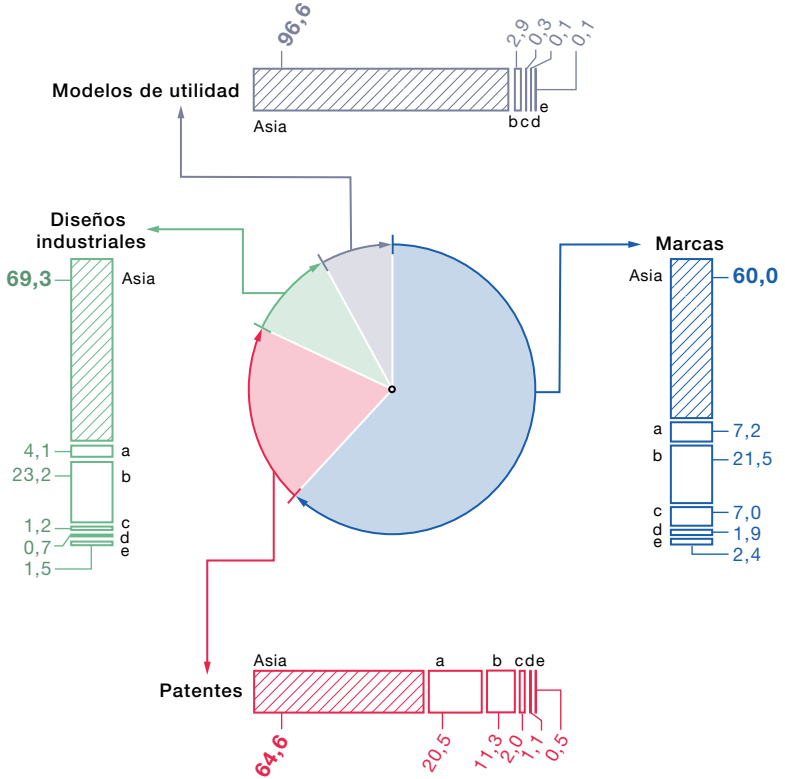 96,6
2,9
0,3
0,1
0,1
Modelos de utilidad
e
Asia
b c d
Diseños
industriales
69,3
Asia
4,1
a
23,2
b
1,2
c
0,7
d
1,5
e
Marcas
Asia
60,0
a
7,2
b
21,5
c
7,0
d
1,9
e
2,4
Asia
a
b
c d e
Patentes
64,6
20,5
11,3
2,0
1,1
0,5